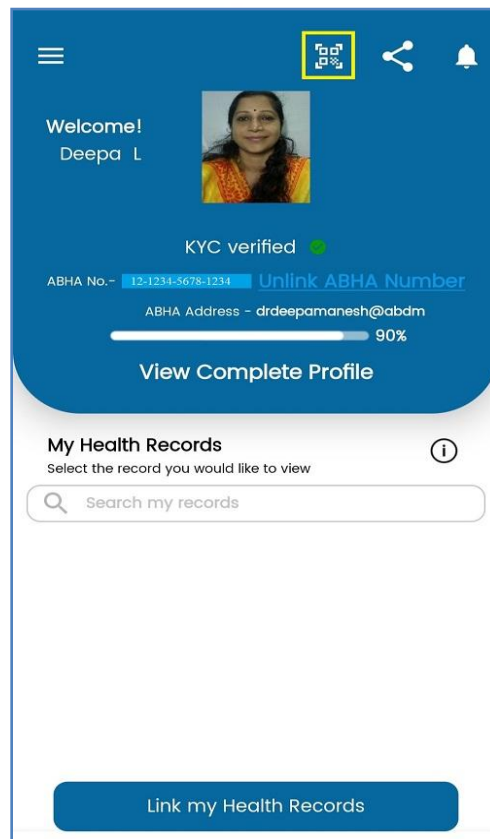 Welcome!
Deepa L
KYC verified
ABHA No.- 12-1234-5678-1234 Unlink ABHA Number
ABHA Address - drdeepamanesh@abdm
90%
View Complete Profile
My Health Records
Select the record you would like to view
Search my records
Link my Health Records